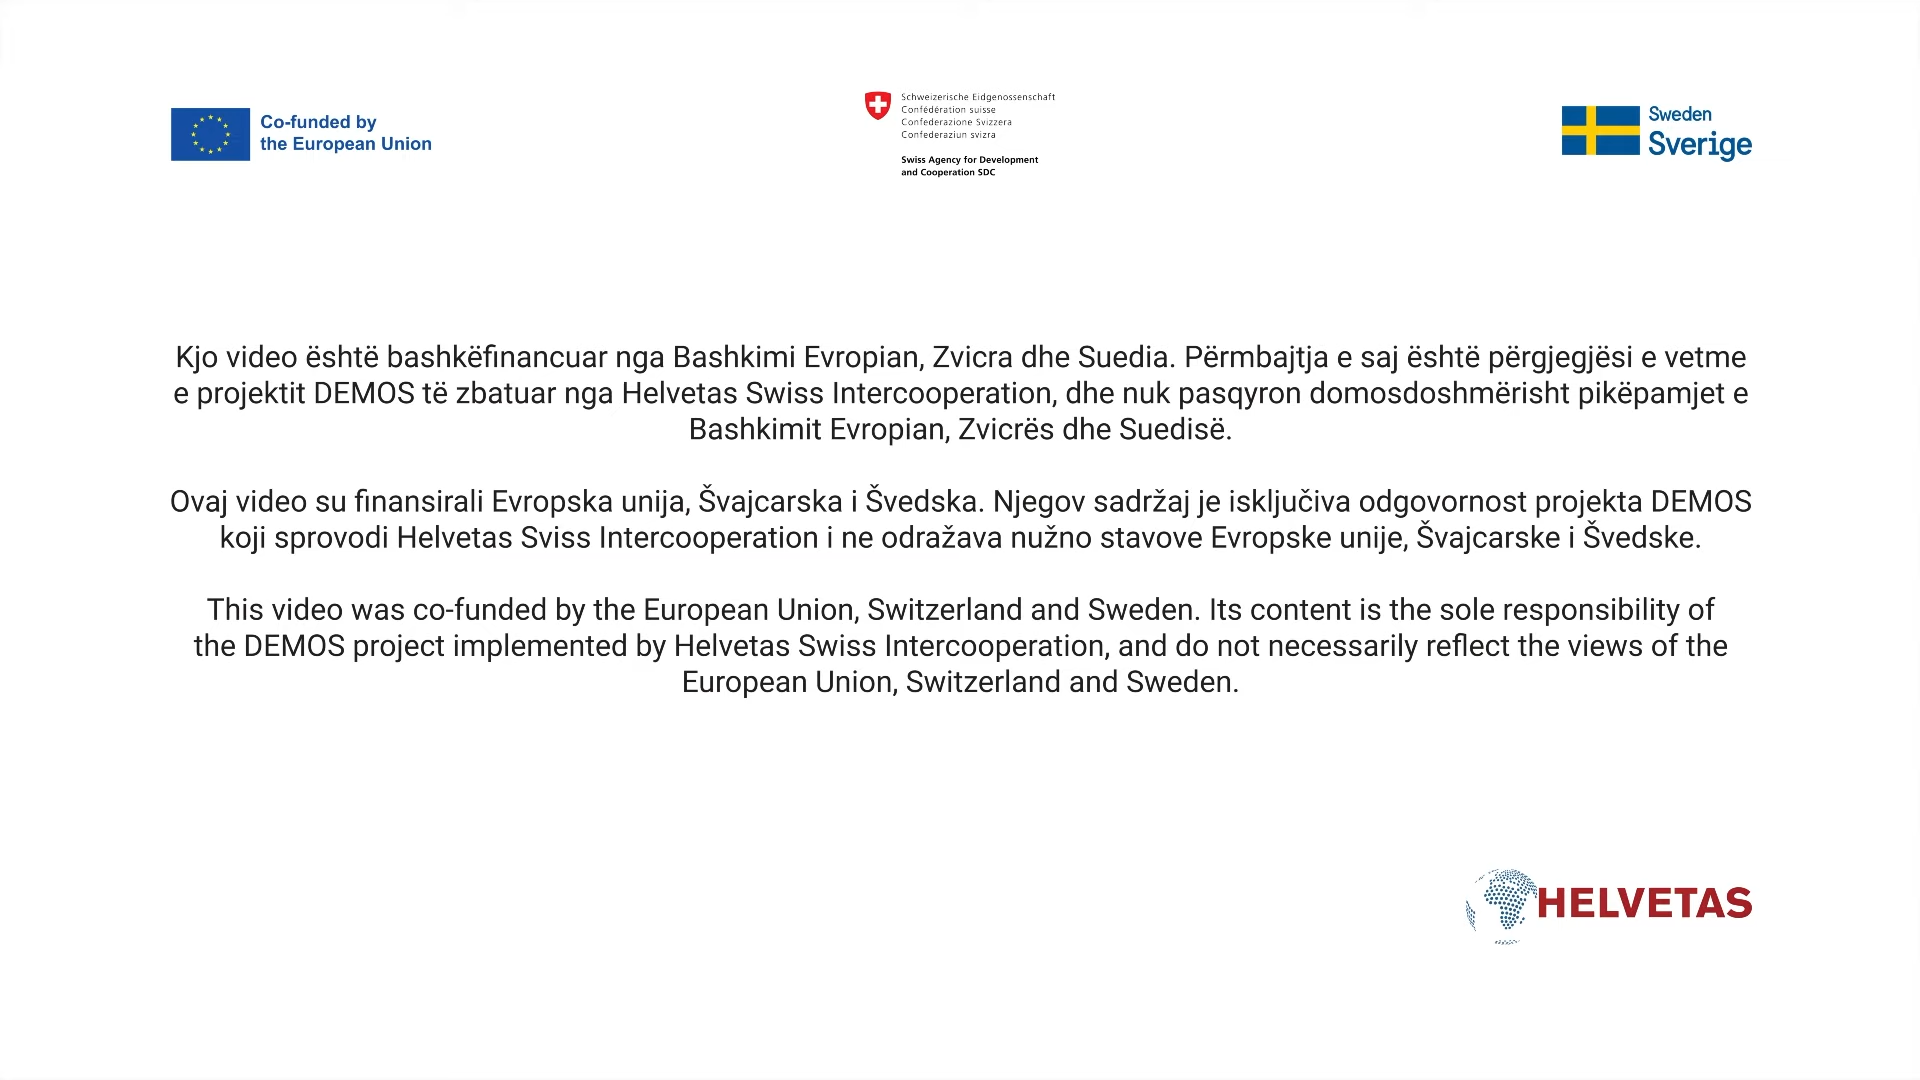 Co-funded by
the European Union
Schweizerische Eidgenossenschaft
Confédération suisse
Confederazione Svizzera
Confederaziun svizra
Swiss Agency for Development
and Cooperation SDC
Sweden
Sverige
Kjo video është bashkëfinancuar nga Bashkimi Evropian, Zvicra dhe Suedia. Përmbajtja e saj është përgjegjësi e vetme
e projektit DEMOS të zbatuar nga Helvetas Swiss Intercooperation, dhe nuk pasqyron domosdoshmërisht pikëpamjet e
Bashkimit Evropian, Zvicrës dhe Suedisë.
Ovaj video su finansirali Evropska unija, Švajcarska i Švedska. Njegov sadržaj je isključiva odgovornost projekta DEMOS
koji sprovodi Helvetas Sviss Intercooperation i ne odražava nužno stavove Evropske unije, Švajcarske i Švedske.
This video was co-funded by the European Union, Switzerland and Sweden. Its content is the sole responsibility of
the DEMOS project implemented by Helvetas Swiss Intercooperation, and do not necessarily reflect the views of the
European Union, Switzerland and Sweden.
HELVETAS